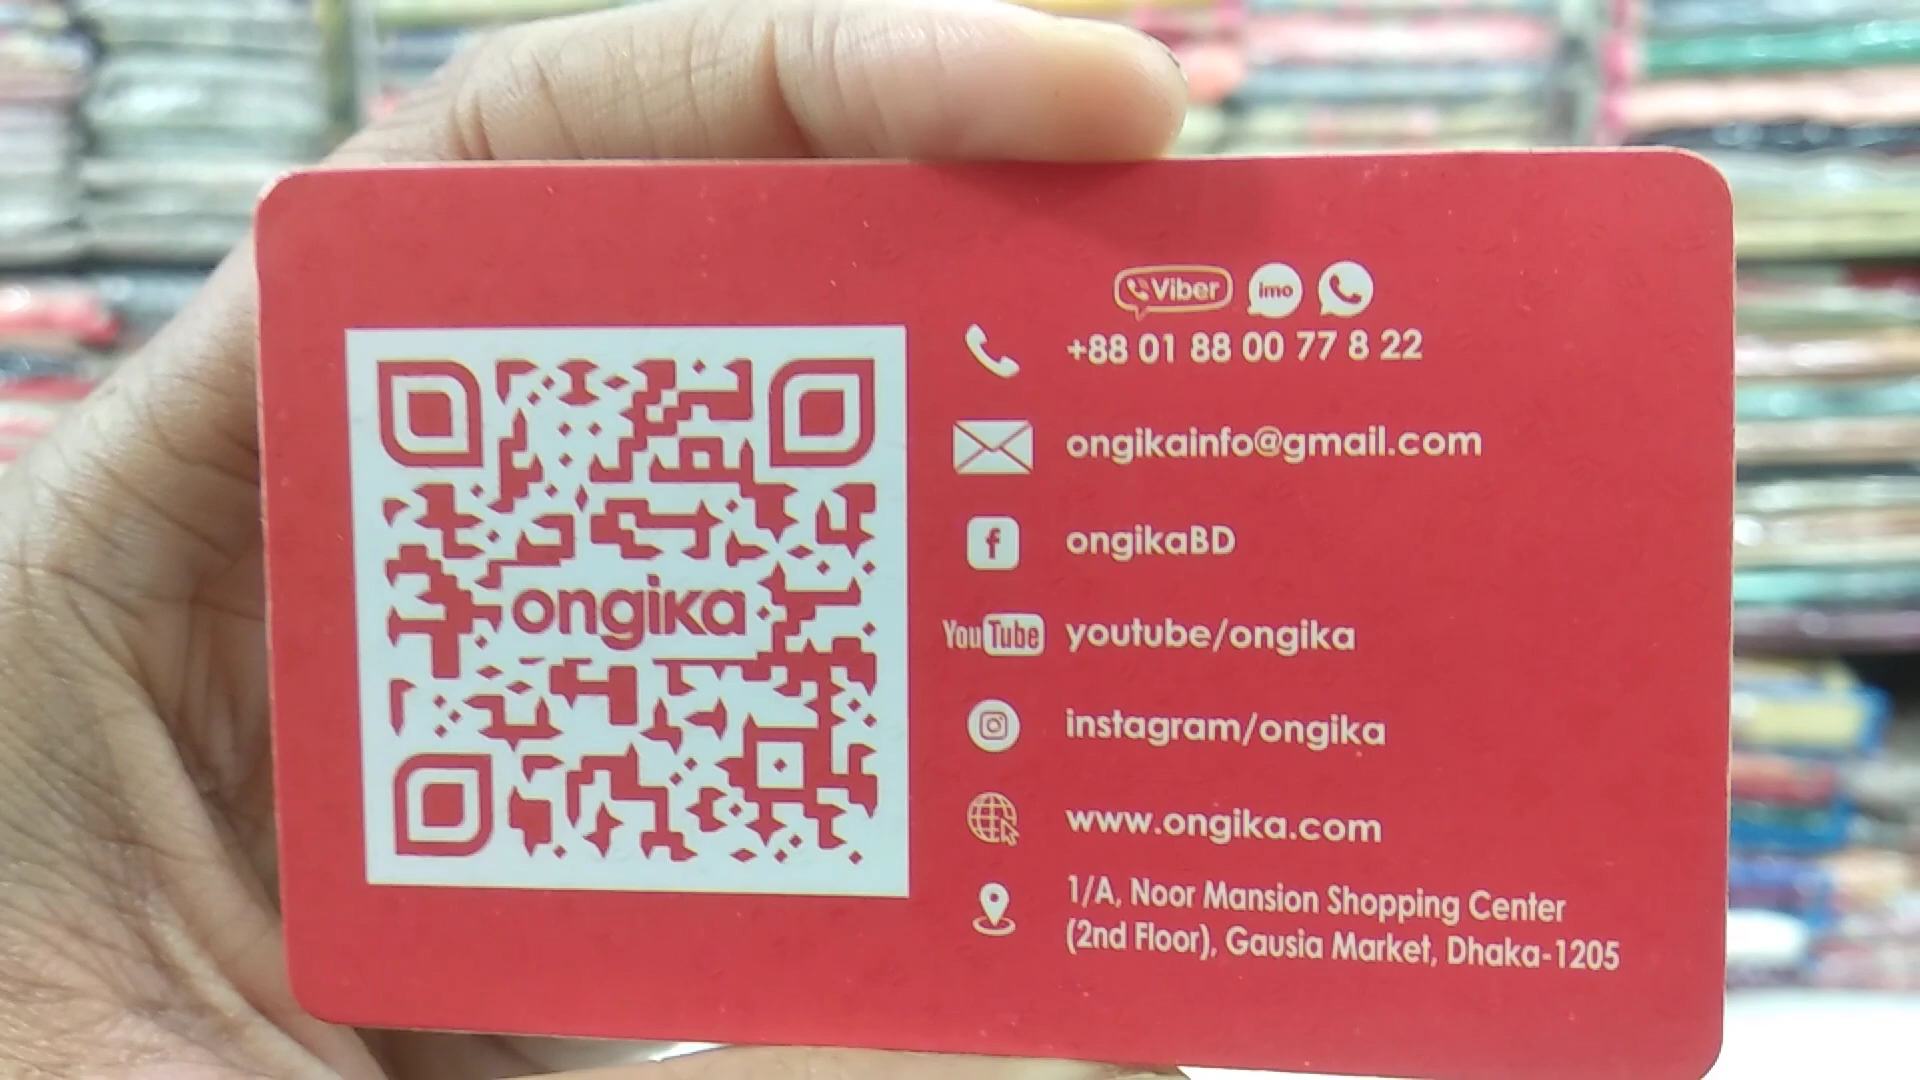 ongika
Viber imo
+88 01 88 00 77 8 22
ongikainfo@gmail.com
f ongikaBD
YouTube youtube/ongika
instagram/ongika
www.ongika.com
1/A, Noor Mansion Shopping Center
(2nd Floor), Gausia Market, Dhaka-1205